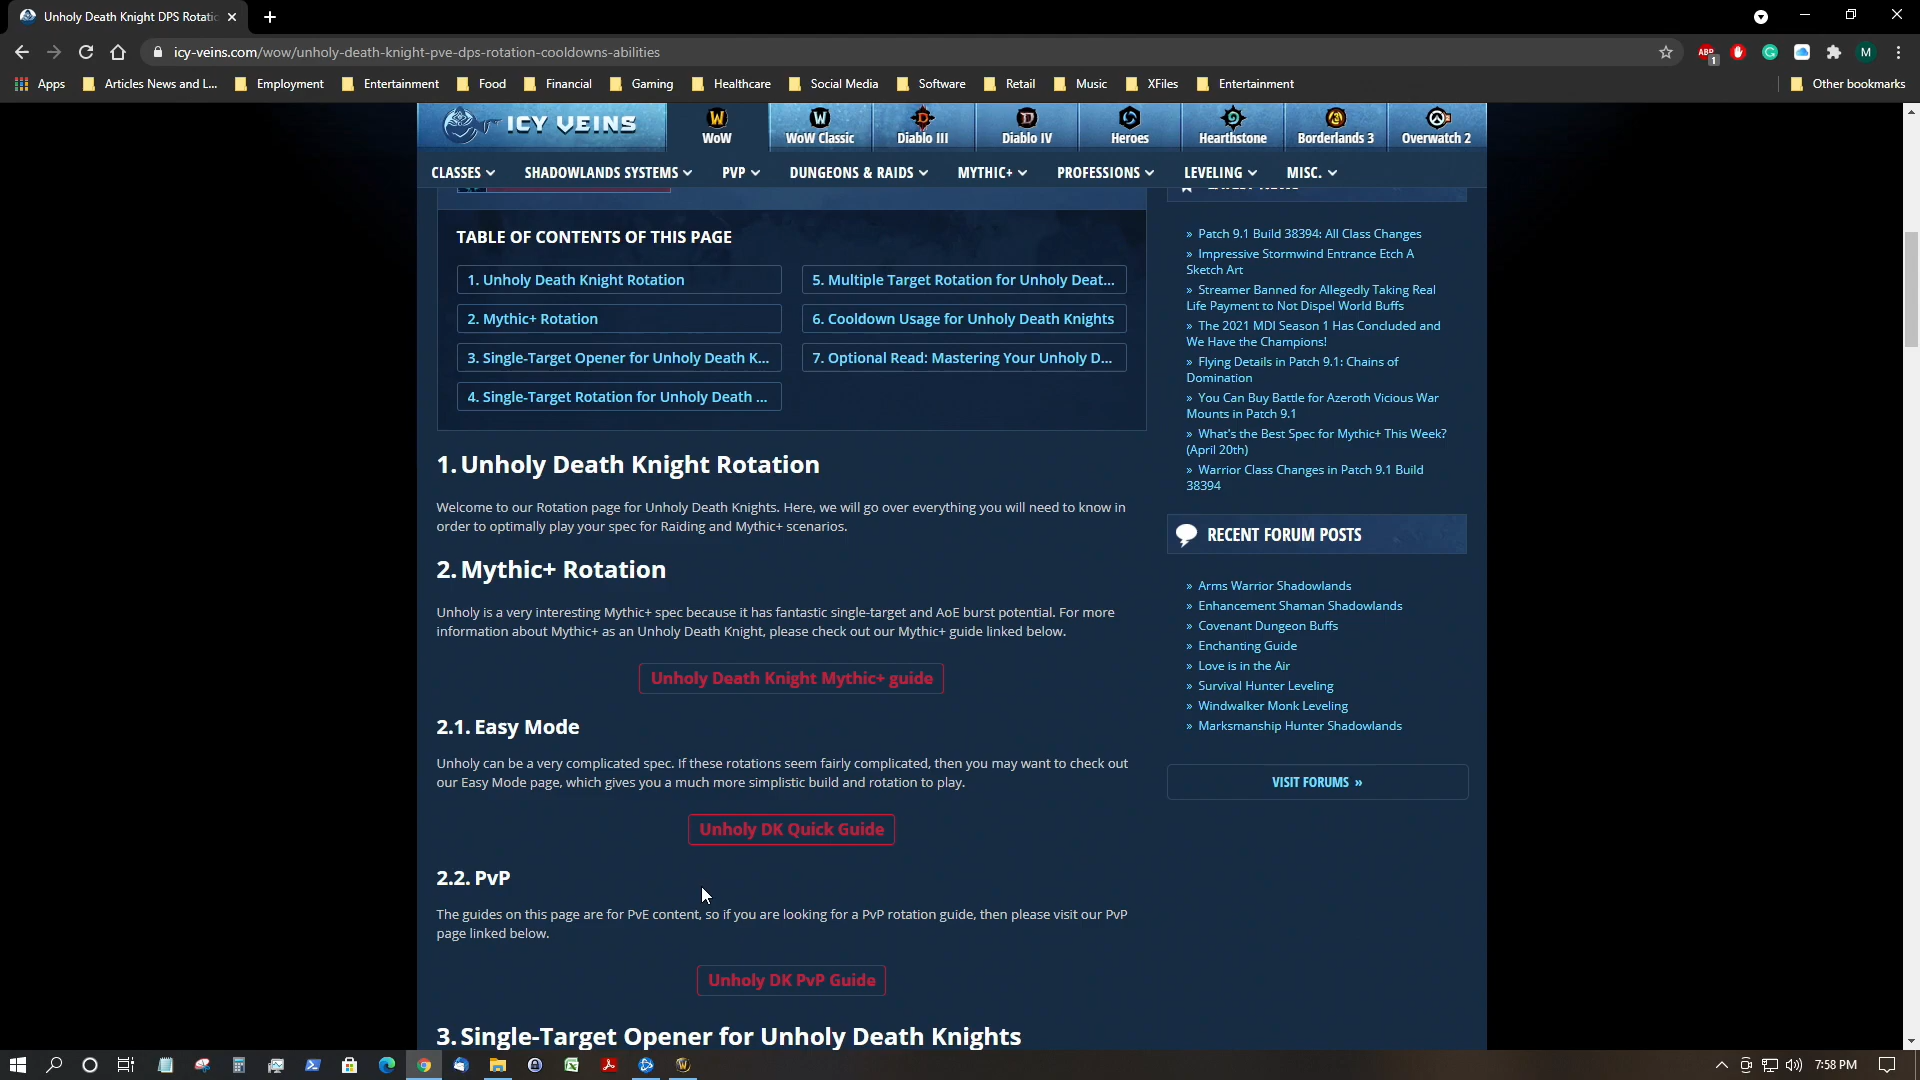 Unholy Death Knight DPS Rotatic
icy-veins.com/wow/unholy-death-knight-pve-dps-rotation-cooldowns-abilities
ABP
1
M
Apps
Articles News and L...
Employment
Entertainment
Food
Financial
Gaming
Healthcare
Social Media
Software
Retail
Music
XFiles
Entertainment
Other bookmarks
ICY VEINS
WoW
WoW Classic
Diablo III
Diablo IV
Heroes
Hearthstone
Borderlands 3
Overwatch 2
CLASSES
SHADOWLANDS SYSTEMS
PVP
DUNGEONS & RAIDS
MYTHIC+
PROFESSIONS
LEVELING
MISC.
TABLE OF CONTENTS OF THIS PAGE
1. Unholy Death Knight Rotation
2. Mythic+ Rotation
3. Single-Target Opener for Unholy Death K...
4. Single-Target Rotation for Unholy Death ...
5. Multiple Target Rotation for Unholy Deat...
6. Cooldown Usage for Unholy Death Knights
7. Optional Read: Mastering Your Unholy D...
1. Unholy Death Knight Rotation
Welcome to our Rotation page for Unholy Death Knights. Here, we will go over everything you will need to know in
order to optimally play your spec for Raiding and Mythic+ scenarios.
2. Mythic+ Rotation
Unholy is a very interesting Mythic+ spec because it has fantastic single-target and AoE burst potential. For more
information about Mythic+ as an Unholy Death Knight, please check out our Mythic+ guide linked below.
Unholy Death Knight Mythic+ guide
2.1. Easy Mode
Unholy can be a very complicated spec. If these rotations seem fairly complicated, then you may want to check out
our Easy Mode page, which gives you a much more simplistic build and rotation to play.
Unholy DK Quick Guide
2.2. PvP
The guides on this page are for PvE content, so if you are looking for a PvP rotation guide, then please visit our PvP
page linked below.
Unholy DK PvP Guide
3. Single-Target Opener for Unholy Death Knights
» Patch 9.1 Build 38394: All Class Changes
» Impressive Stormwind Entrance Etch A
Sketch Art
» Streamer Banned for Allegedly Taking Real
Life Payment to Not Dispel World Buffs
» The 2021 MDI Season 1 Has Concluded and
We Have the Champions!
» Flying Details in Patch 9.1: Chains of
Domination
» You Can Buy Battle for Azeroth Vicious War
Mounts in Patch 9.1
» What's the Best Spec for Mythic+ This Week?
(April 20th)
» Warrior Class Changes in Patch 9.1 Build
38394
RECENT FORUM POSTS
» Arms Warrior Shadowlands
» Enhancement Shaman Shadowlands
» Covenant Dungeon Buffs
» Enchanting Guide
» Love is in the Air
» Survival Hunter Leveling
» Windwalker Monk Leveling
» Marksmanship Hunter Shadowlands
VISIT FORUMS »
7:58 PM